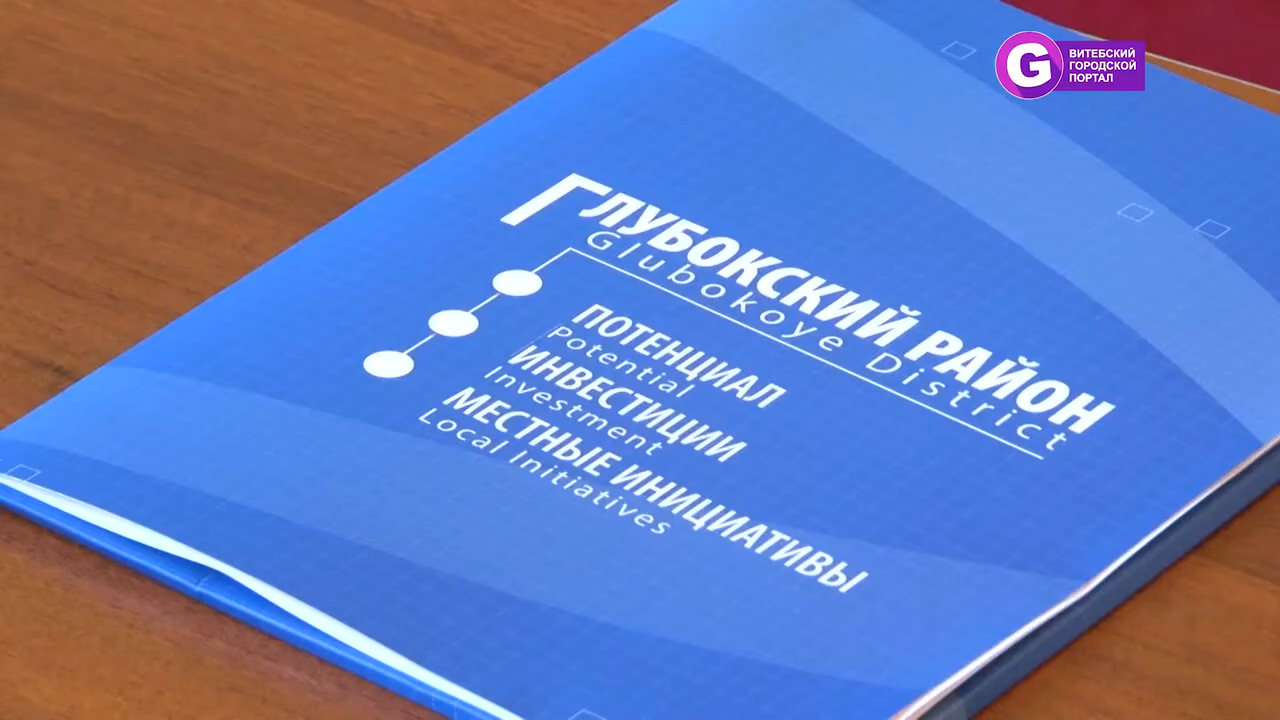 G
ВИТЕБСКИЙ
ГОРОДСКОЙ
ПОРТАЛ
ГЛУБОКСКИЙ РАЙОН
Glubokoye District
ПОТЕНЦИАЛ
Potential
ИНВЕСТИЦИИ
Investment
МЕСТНЫЕ ИНИЦИАТИВЫ
Local Initiatives